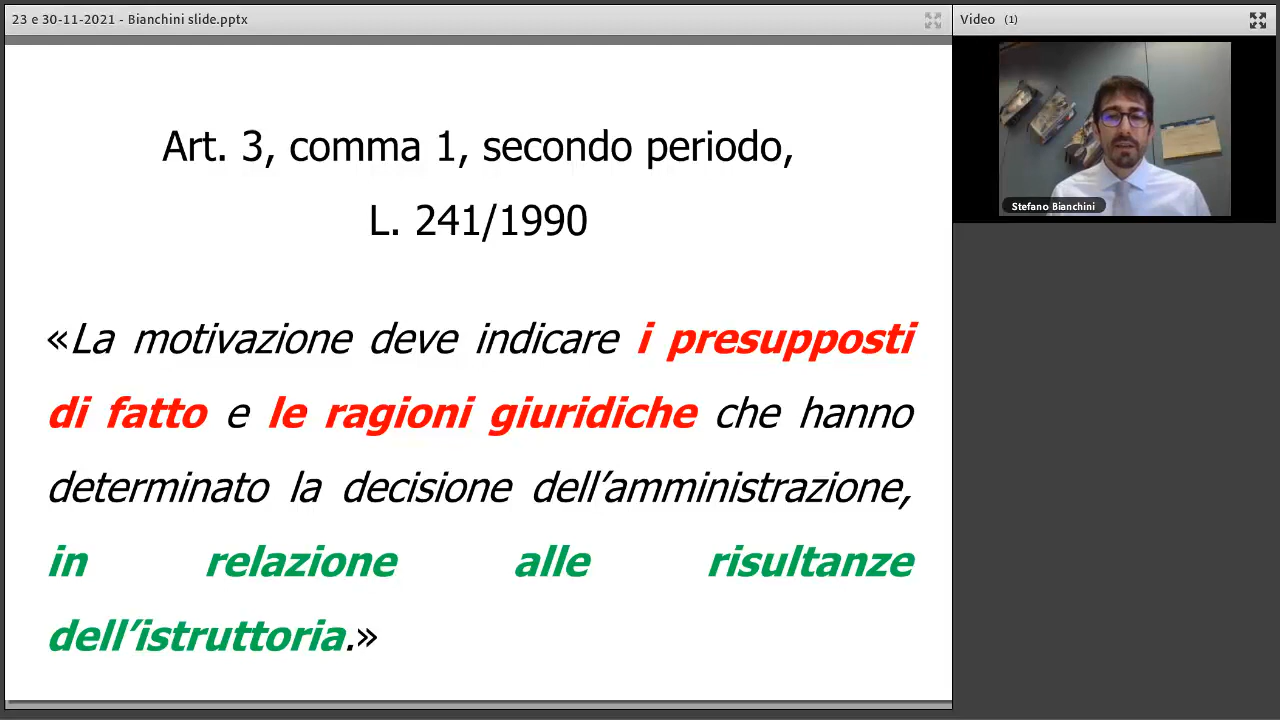 23 e 30-11-2021 - Bianchini slide.pptx
Video (1)
Stefano Bianchini
Art. 3, comma 1, secondo periodo,
L. 241/1990
«La motivazione deve indicare i presupposti
di fatto e le ragioni giuridiche che hanno
determinato la decisione dell’amministrazione,
in relazione alle risultanze
dell’istruttoria.»